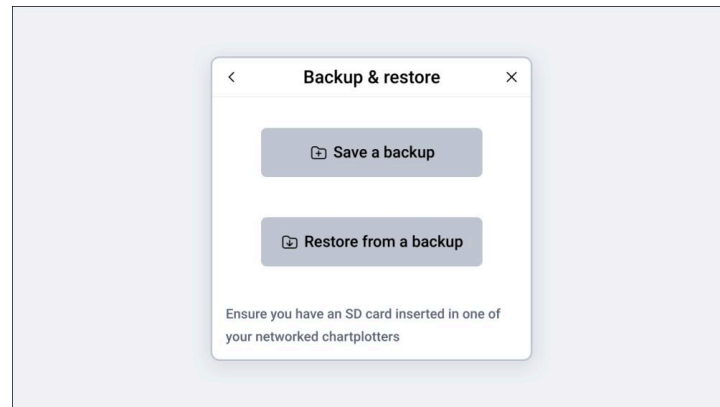 Backup & restore
Save a backup
Restore from a backup
Ensure you have an SD card inserted in one of
your networked chartplotters